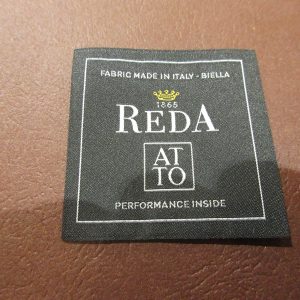 FABRIC MADE IN ITALY - BIELLA
1865
REDA
AT
TO
PERFORMANCE INSIDE